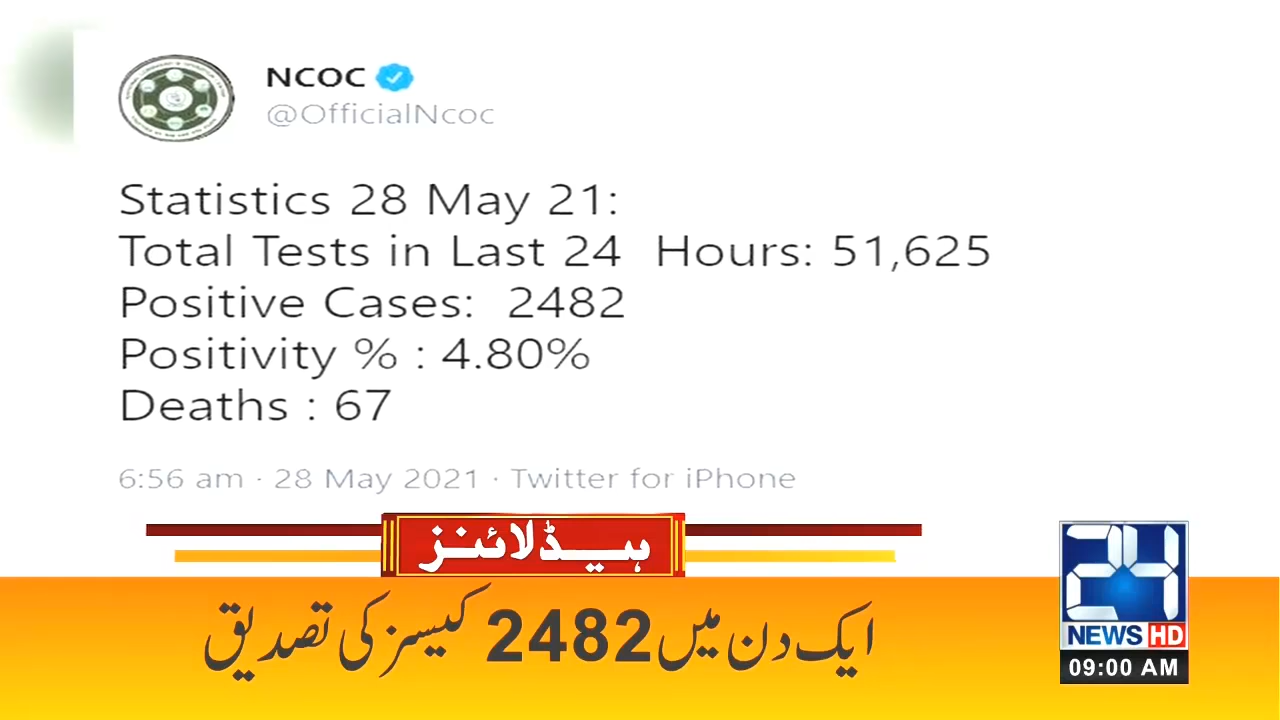 NCOC
@OfficialNcoc
Statistics 28 May 21:
Total Tests in Last 24 Hours: 51,625
Positive Cases: 2482
Positivity % : 4.80%
Deaths : 67
6:56 am · 28 May 2021 · Twitter for iPhone
ہیڈلائنز
ایک دن میں 2482 کیسز کی تصدیق
24
NEWS HD
09:00 AM